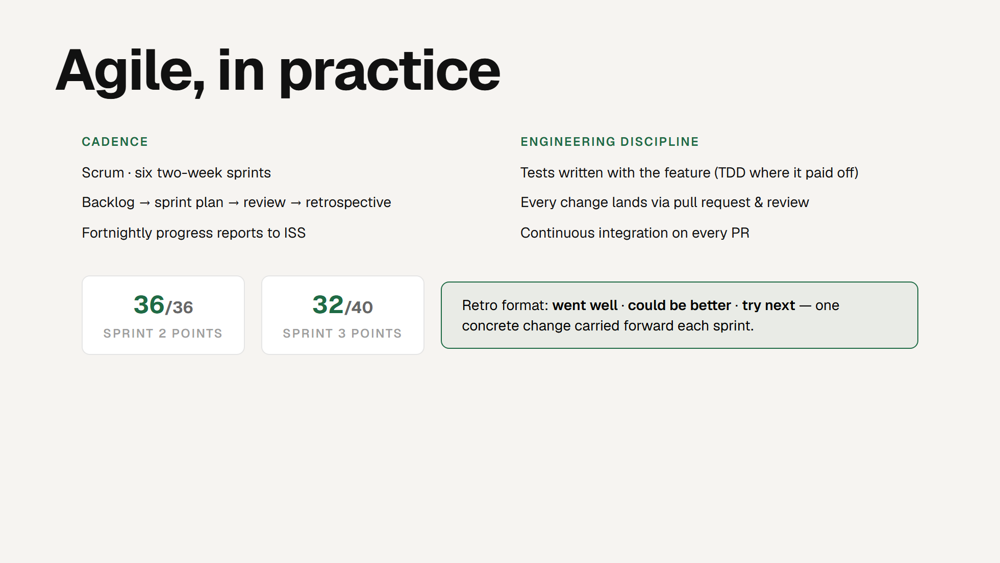 Agile, in practice
CADENCE
Scrum · six two-week sprints
Backlog → sprint plan → review → retrospective
Fortnightly progress reports to ISS
ENGINEERING DISCIPLINE
Tests written with the feature (TDD where it paid off)
Every change lands via pull request & review
Continuous integration on every PR
36/36
SPRINT 2 POINTS
32/40
SPRINT 3 POINTS
Retro format: went well · could be better · try next — one
concrete change carried forward each sprint.